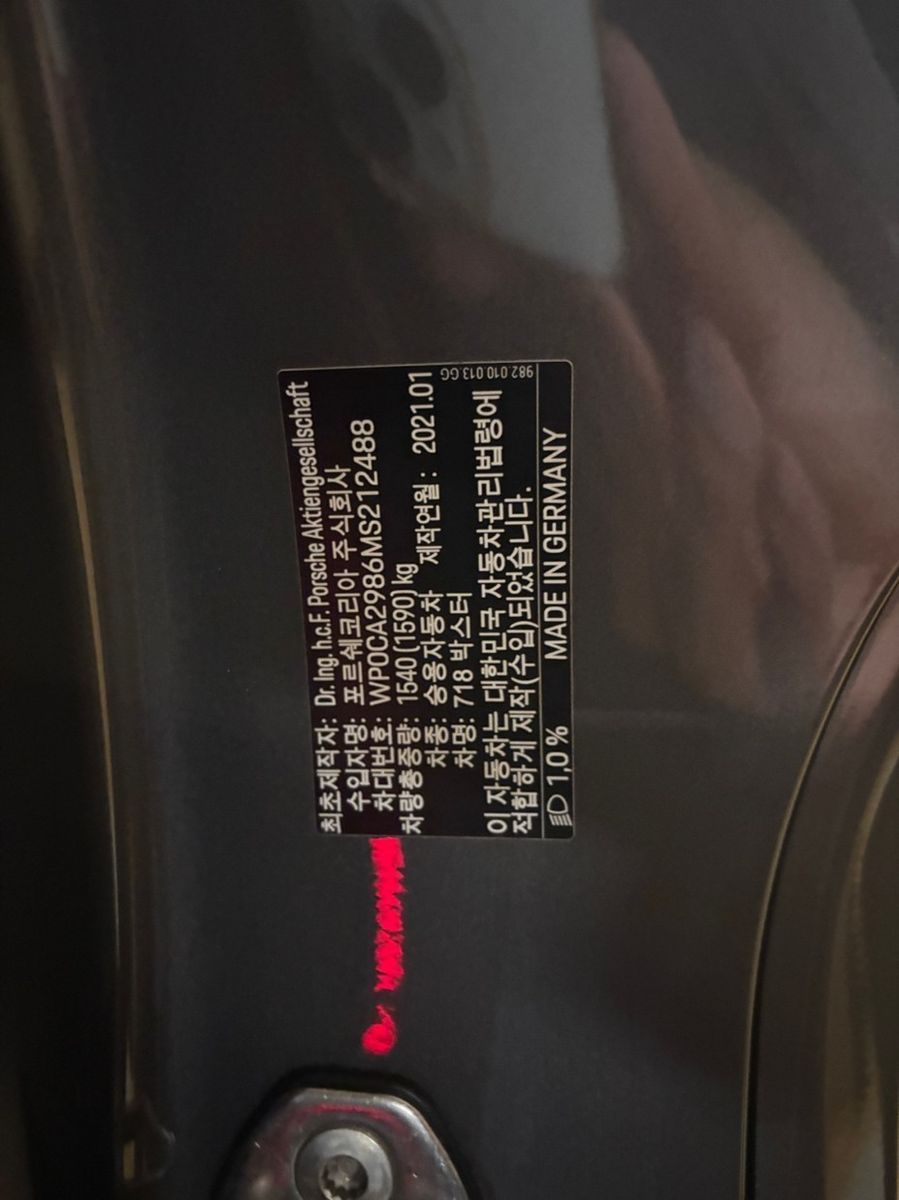 최초제작자: Dr. Ing. h.c.F. Porsche Aktiengesellschaft
수입자명: 포르쉐코리아 주식회사
차대번호: WP0CA2986MS212488
차량총중량: 1540 (1590) kg
차종: 승용자동차 제작연월: 2021.01
차명: 718 박스터
982.010.013.GG
이 자동차는 대한민국 자동차관리법령에
적합하게 제작(수입)되었습니다.
1,0% MADE IN GERMANY